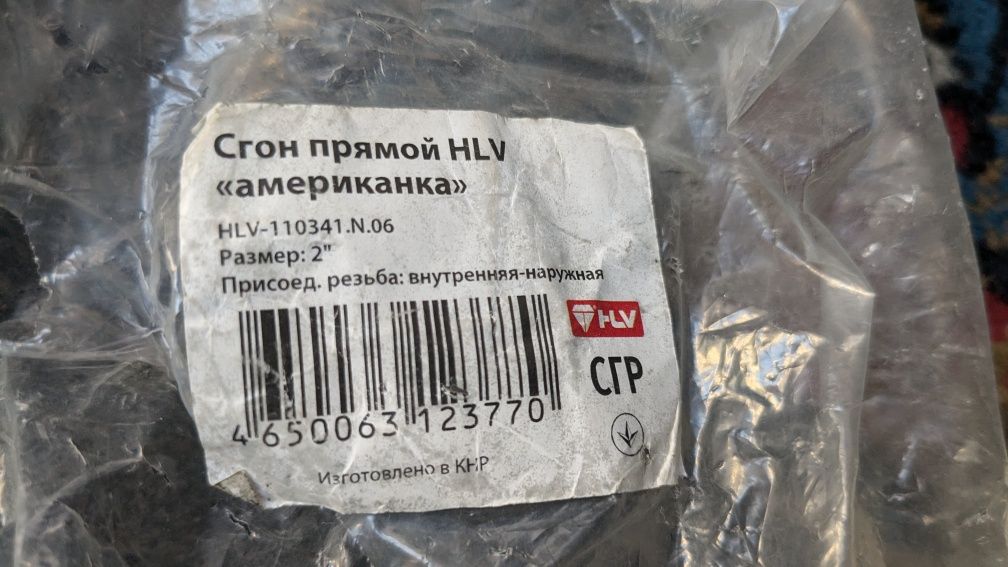 Сгон прямой HLV
«американка»
HLV-110341.N.06
Размер: 2"
Присоед. резьба: внутренняя-наружная
HLV
СГР
4 650063 123770
Изготовлено в КНР